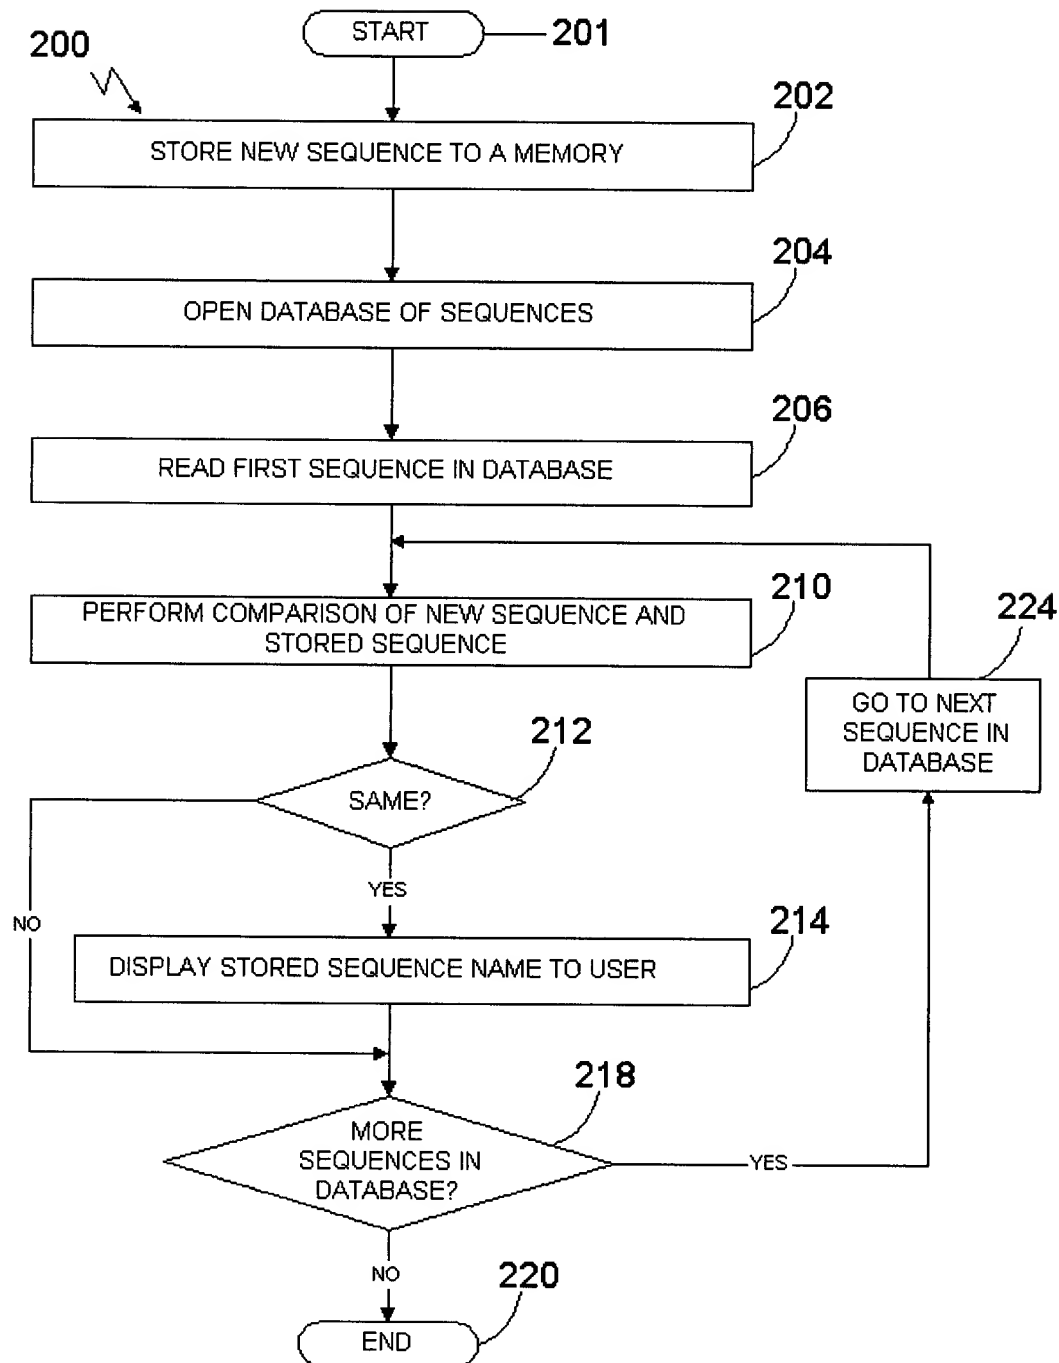 START
201
200
202
STORE NEW SEQUENCE TO A MEMORY
204
OPEN DATABASE OF SEQUENCES
206
READ FIRST SEQUENCE IN DATABASE
210
PERFORM COMPARISON OF NEW SEQUENCE AND
STORED SEQUENCE
224
GO TO NEXT
SEQUENCE IN
DATABASE
212
SAME?
YES
NO
214
DISPLAY STORED SEQUENCE NAME TO USER
218
MORE
SEQUENCES IN
DATABASE?
YES
NO
220
END